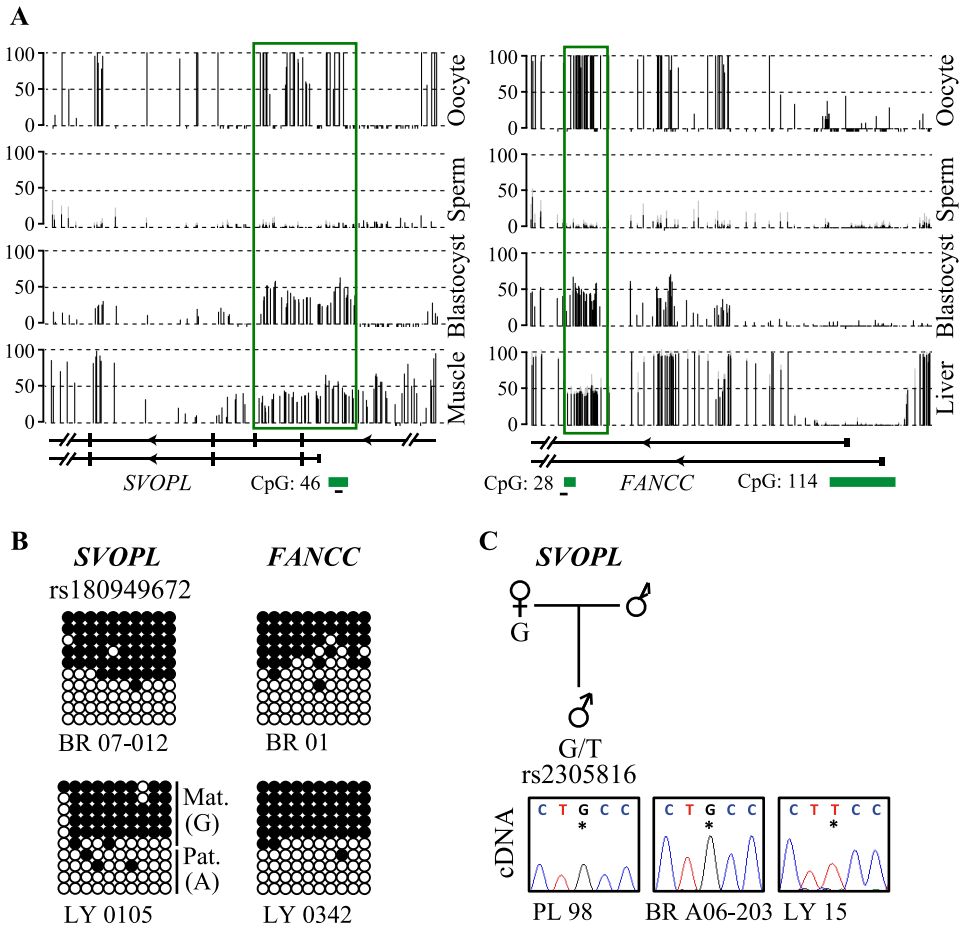 A
100
50
0
Oocyte
100
50
0
Sperm
100
50
0
Blastocyst
100
50
0
Muscle
SVOPL
CpG: 46
100
50
0
Oocyte
100
50
0
Sperm
100
50
0
Blastocyst
100
50
0
Liver
CpG: 28
FANCC
CpG: 114
B
SVOPL
FANCC
rs180949672
BR 07-012
BR 01
Mat.
(G)
Pat.
(A)
LY 0105
LY 0342
C
SVOPL
♀
♂
G
♂
G/T
rs2305816
cDNA
C T G C C
*
C T G C C
*
C T T C C
*
PL 98
BR A06-203
LY 15